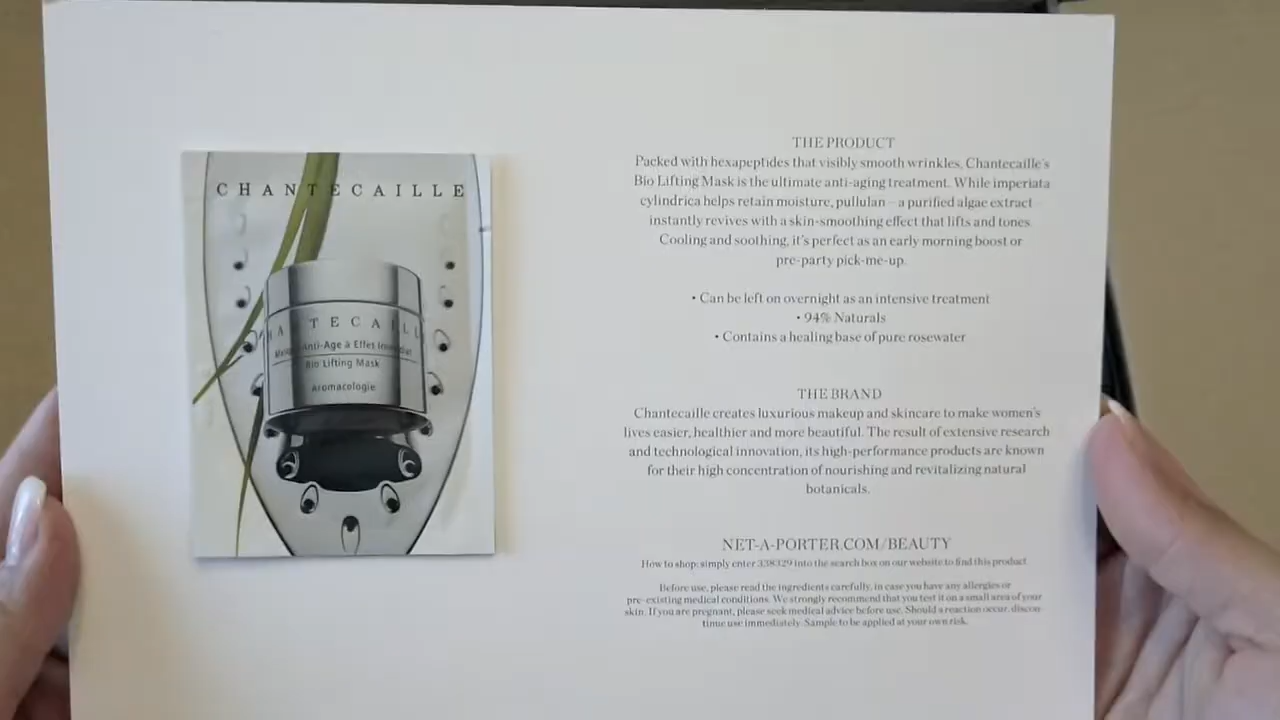 CHANTECAILLE
TECAILL
Anti-Age à Effet
Bio Lifting Mask
Aromacologie
THE PRODUCT
Packed with hexapeptides that visibly smooth wrinkles, Chantecaille's
Bio Lifting Mask is the ultimate anti-aging treatment. While imperiata
cylindrica helps retain moisture, pullulan – a purified algae extract –
instantly revives with a skin-smoothing effect that lifts and tones.
Cooling and soothing, it's perfect as an early morning boost or
pre-party pick-me-up.
• Can be left on overnight as an intensive treatment
• 94% Naturals
• Contains a healing base of pure rosewater
THE BRAND
Chantecaille creates luxurious makeup and skincare to make women's
lives easier, healthier and more beautiful. The result of extensive research
and technological innovation, its high-performance products are known
for their high concentration of nourishing and revitalizing natural
botanicals.
NET-A-PORTER.COM/BEAUTY
How to shop: simply enter 338329 into the search box on our website to find this product
Before use, please read the ingredients carefully, in case you have any allergies or
pre-existing medical conditions. We strongly recommend that you test it on a small area of your
skin. If you are pregnant, please seek medical advice before use. Should a reaction occur, discon-
tinue use immediately. Sample to be applied at your own risk.